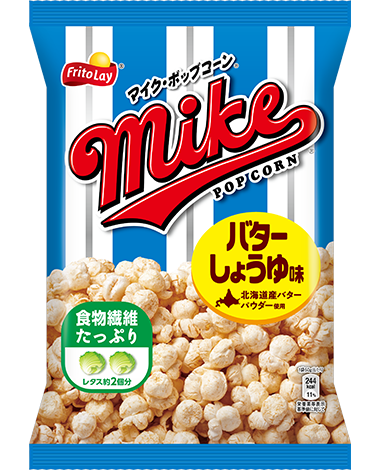 FritoLay
マイク・ポップコーン
mike
POPCORN
バター
しょうゆ味
北海道産バター
パウダー使用
食物繊維
たっぷり
レタス約2個分
244
kcal
11%